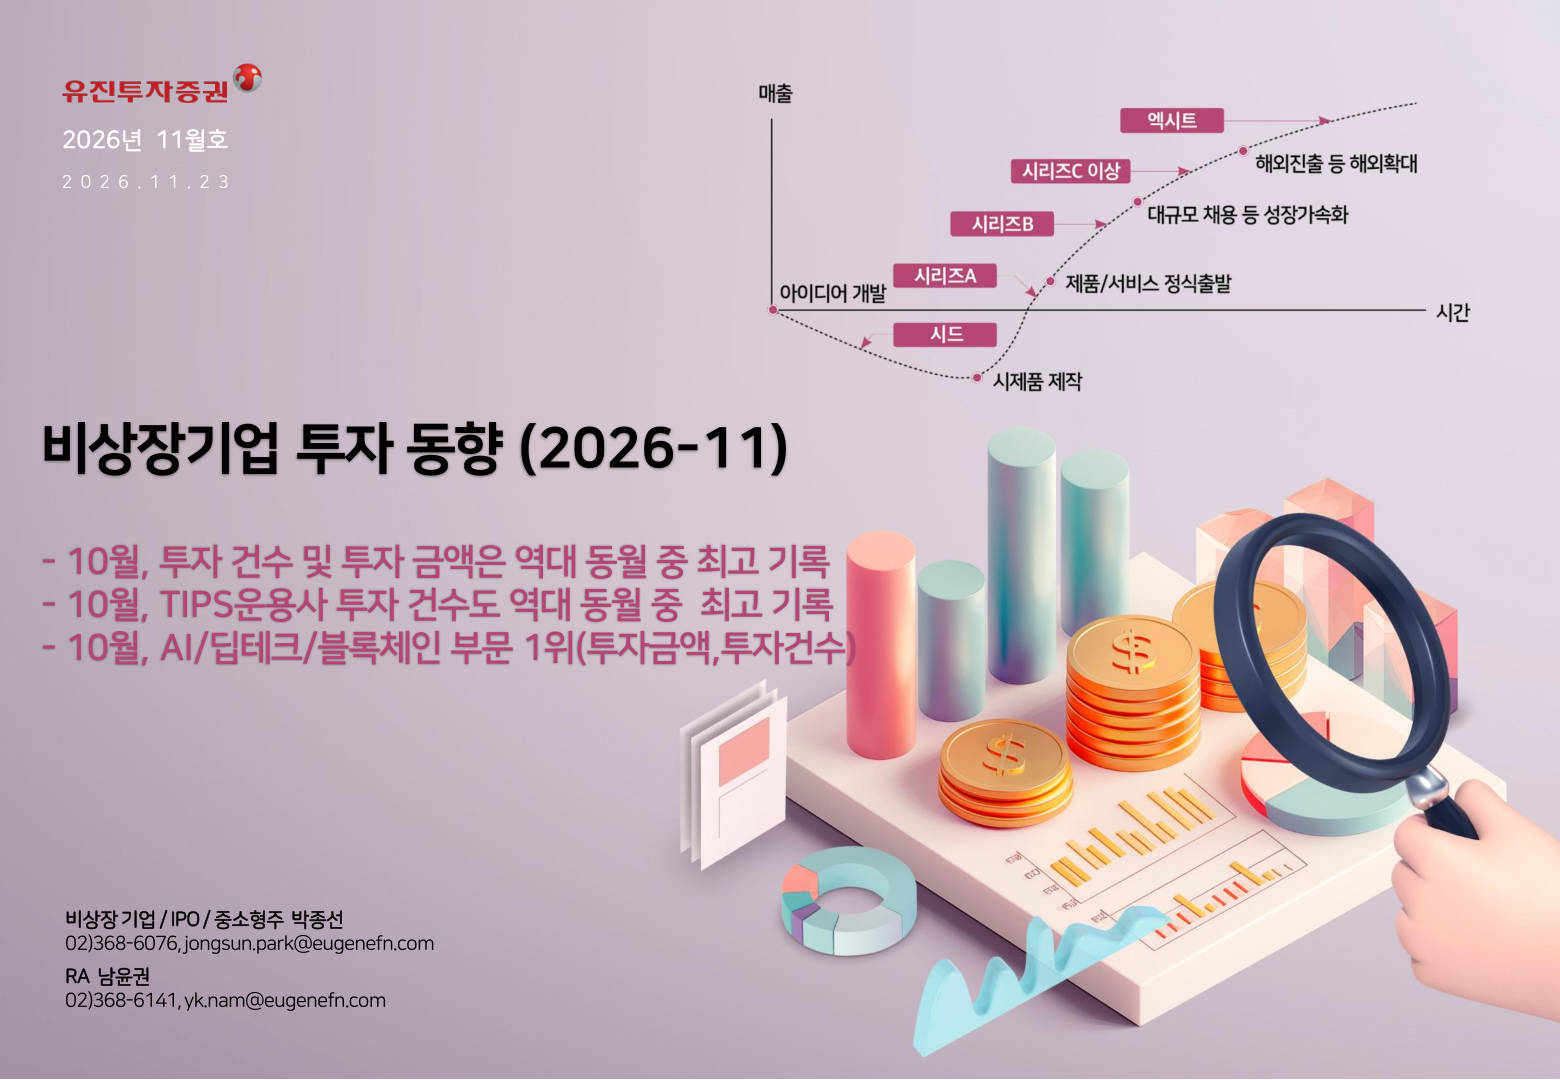 유진투자증권
2026년 11월호
2026.11.23
매출
엑시트
해외진출 등 해외확대
시리즈C 이상
대규모 채용 등 성장가속화
시리즈B
시리즈A
제품/서비스 정식출발
아이디어 개발
시간
시드
시제품 제작
비상장기업 투자 동향 (2026-11)
- 10월, 투자 건수 및 투자 금액은 역대 동월 중 최고 기록
- 10월, TIPS운용사 투자 건수도 역대 동월 중 최고 기록
- 10월, AI/딥테크/블록체인 부문 1위(투자금액,투자건수)
비상장기업 / IPO / 중소형주 박종선
02)368-6076, jongsun.park@eugenefn.com
RA 남윤권
02)368-6141, yk.nam@eugenefn.com